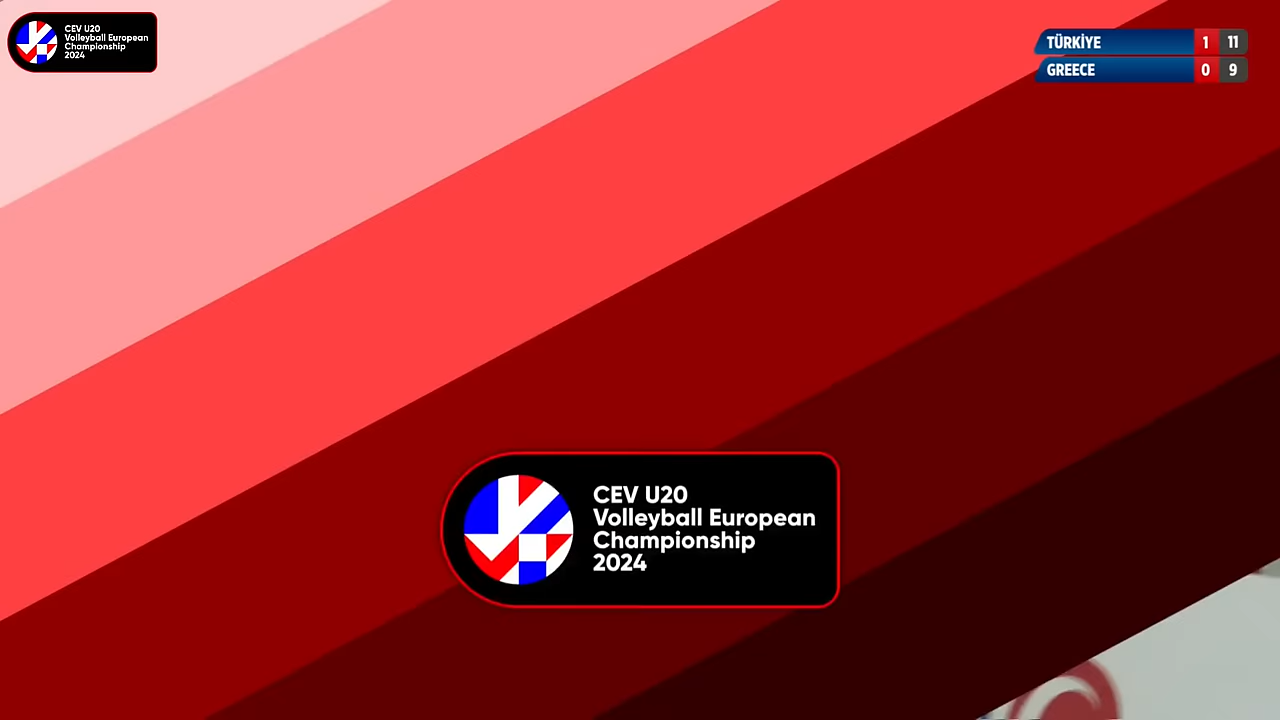 CEV U20
Volleyball European
Championship
2024
TÜRKİYE 1 11
GREECE 0 9
CEV U20
Volleyball European
Championship
2024